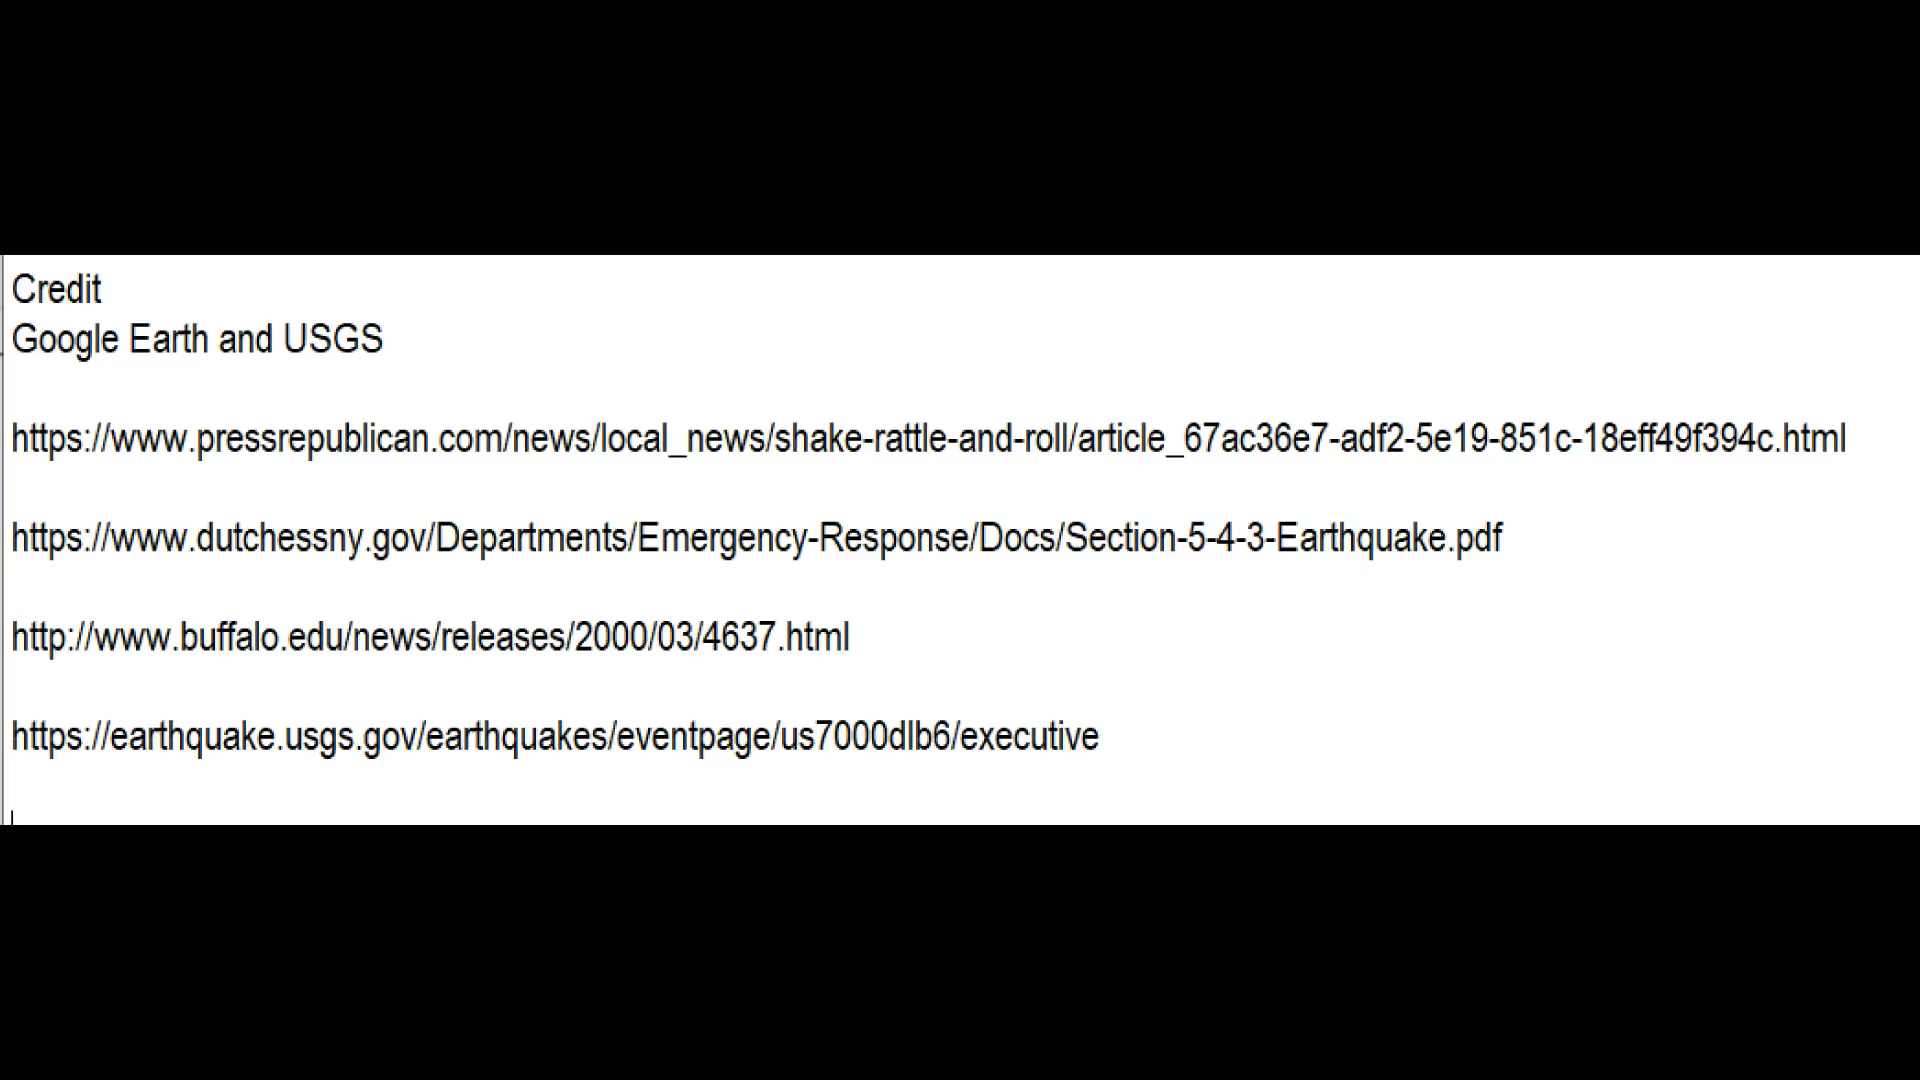 Credit
Google Earth and USGS
https://www.pressrepublican.com/news/local_news/shake-rattle-and-roll/article_67ac36e7-adf2-5e19-851c-18eff49f394c.html
https://www.dutchessny.gov/Departments/Emergency-Response/Docs/Section-5-4-3-Earthquake.pdf
http://www.buffalo.edu/news/releases/2000/03/4637.html
https://earthquake.usgs.gov/earthquakes/eventpage/us7000dlb6/executive